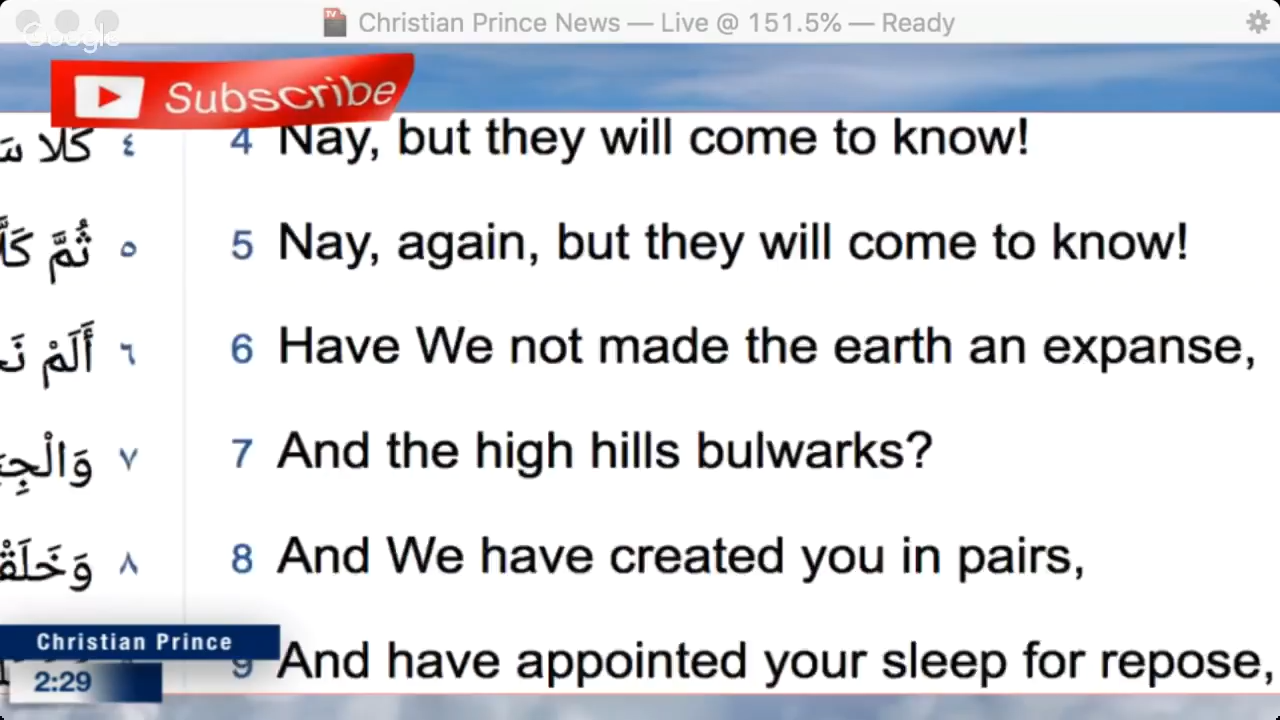 Christian Prince News — Live @ 151.5% — Ready
Google
Subscribe
4 Nay, but they will come to know!
٤ كَلَّا
5 Nay, again, but they will come to know!
٥ ثُمَّ
6 Have We not made the earth an expanse,
٦ أَلَمْ
7 And the high hills bulwarks?
٧
8 And We have created you in pairs,
٨
9 And have appointed your sleep for repose,
Christian Prince
2:29